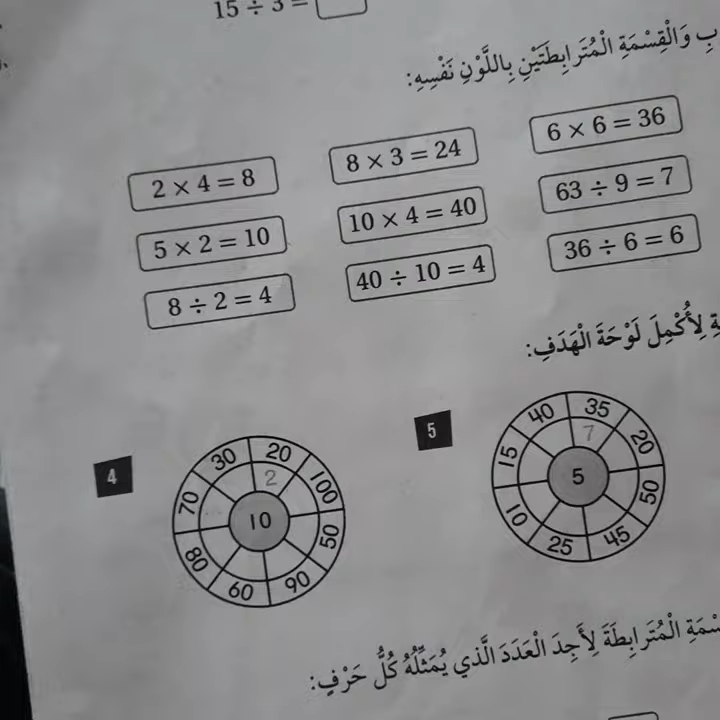 15 ÷ 3 =
بِ وَالْقِسْمَةِ الْمُتَرَابِطَتَيْنِ بِاللَّوْنِ نَفْسِهِ:
6 × 6 = 36
8 × 3 = 24
2 × 4 = 8
63 ÷ 9 = 7
10 × 4 = 40
5 × 2 = 10
36 ÷ 6 = 6
40 ÷ 10 = 4
8 ÷ 2 = 4
ةِ لِأُكْمِلَ لَوْحَةَ الْهَدَفِ:
5
40 35 20 50 45 25 10 15
7
5
4
30 20 100 50 90 60 80 70
2
10
سْمَةِ الْمُتَرَابِطَةَ لِأَجِدَ الْعَدَدَ الَّذي يُمَثِّلُهُ كُلُّ حَرْفٍ: